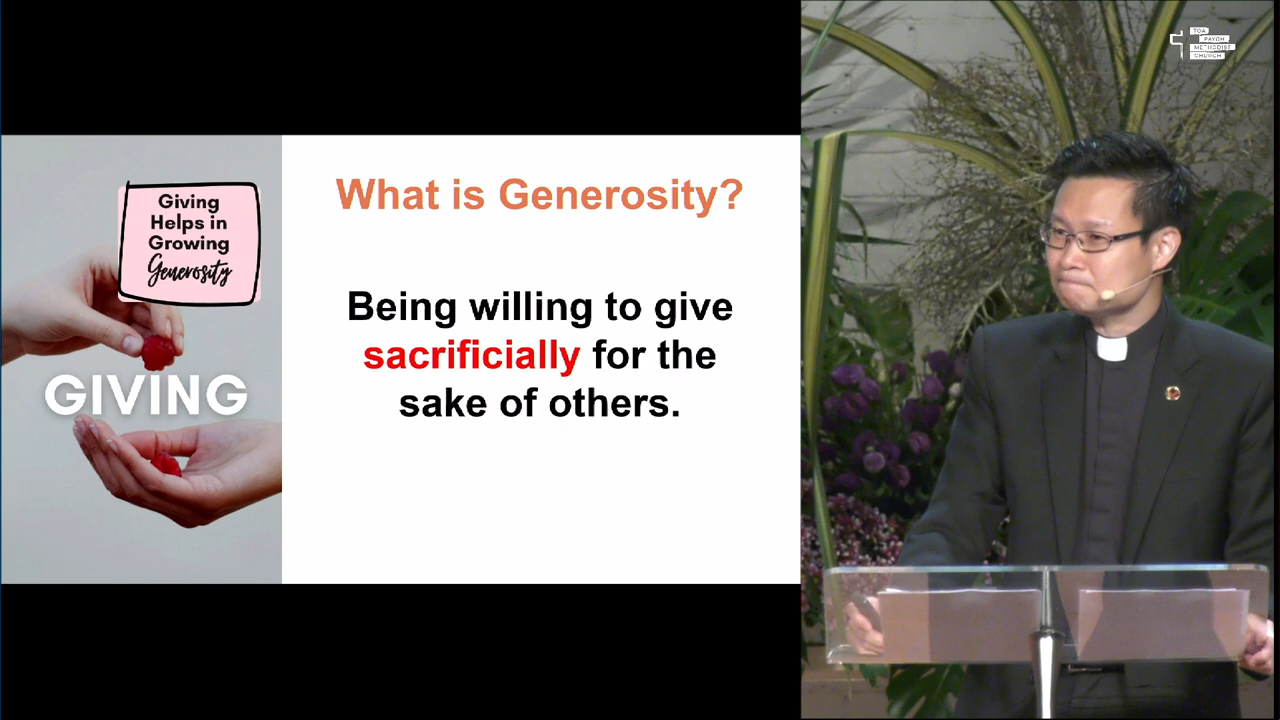 Giving
Helps in
Growing
Generosity
GIVING
What is Generosity?
Being willing to give
sacrificially for the
sake of others.
TOA
PAYOH
METHODIST
CHURCH